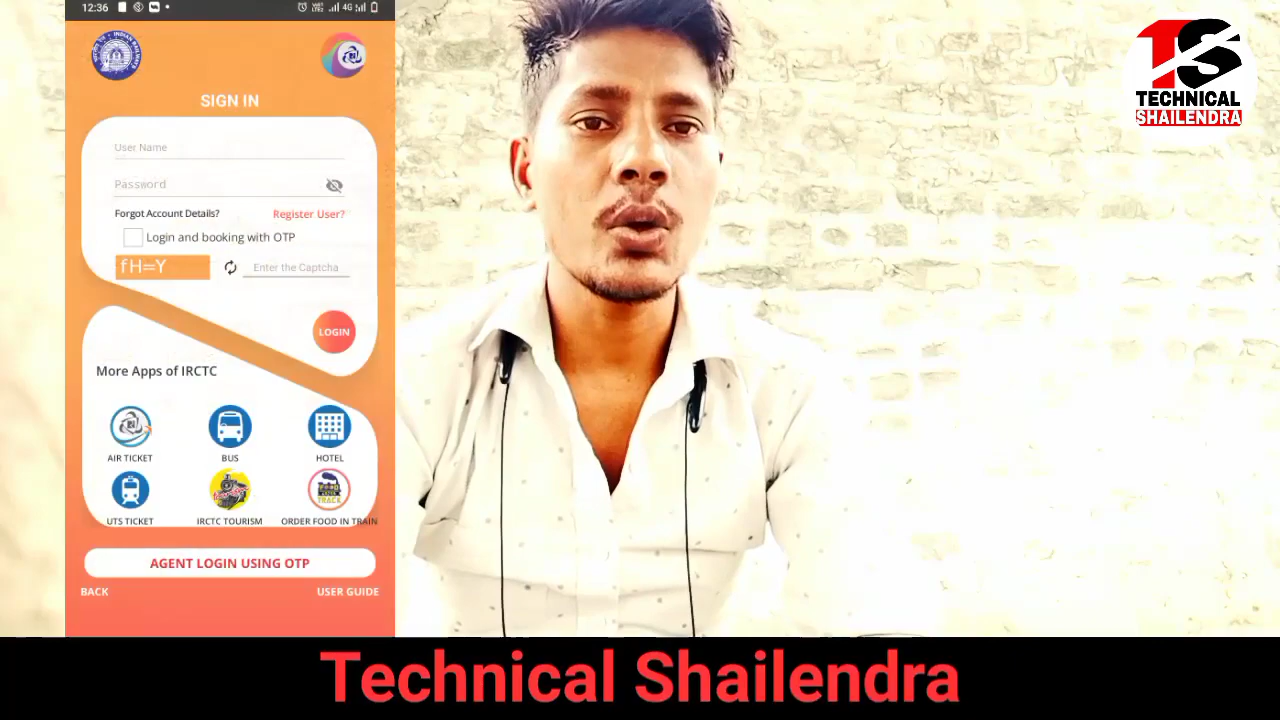 12:36
4G
SIGN IN
User Name
Password
Forgot Account Details?
Register User?
Login and booking with OTP
fH=Y
Enter the Captcha
LOGIN
More Apps of IRCTC
AIR TICKET
BUS
HOTEL
UTS TICKET
IRCTC TOURISM
ORDER FOOD IN TRAIN
AGENT LOGIN USING OTP
BACK
USER GUIDE
TS
TECHNICAL
SHAILENDRA
Technical Shailendra